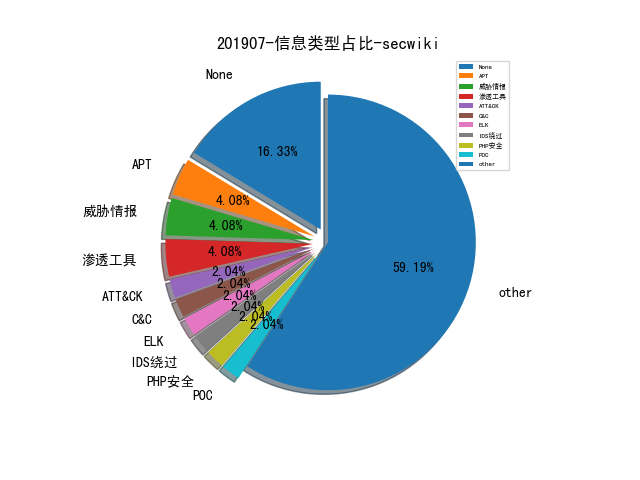 201907-信息类型占比-secwiki
None
APT
威胁情报
渗透工具
ATT&CK
C&C
ELK
IDS绕过
PHP安全
POC
other
16.33%
4.08%
4.08%
4.08%
2.04%
2.04%
2.04%
2.04%
2.04%
2.04%
59.19%
None
APT
威胁情报
渗透工具
ATT&CK
C&C
ELK
IDS绕过
PHP安全
POC
other